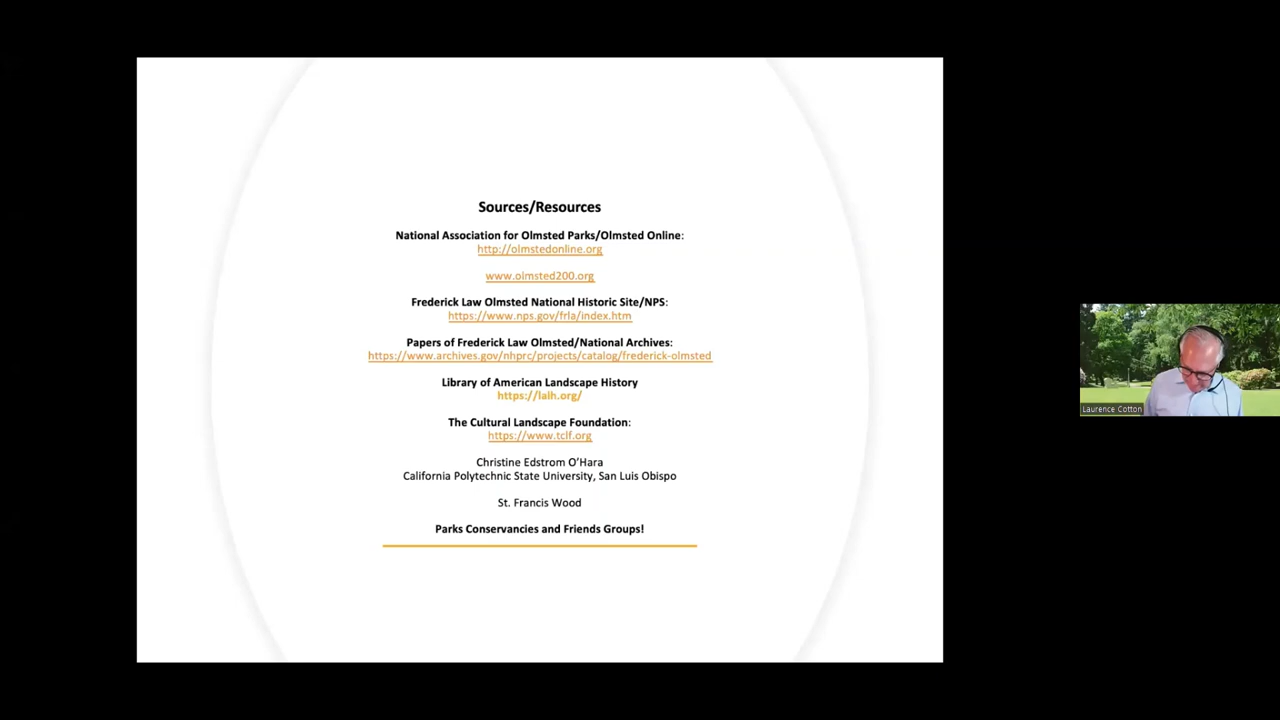 Sources/Resources
National Association for Olmsted Parks/Olmsted Online:
http://olmstedonline.org
www.olmsted200.org
Frederick Law Olmsted National Historic Site/NPS:
https://www.nps.gov/frla/index.htm
Papers of Frederick Law Olmsted/National Archives:
https://www.archives.gov/nhprc/projects/catalog/frederick-olmsted
Library of American Landscape History
https://lalh.org/
The Cultural Landscape Foundation:
https://www.tclf.org
Christine Edstrom O’Hara
California Polytechnic State University, San Luis Obispo
St. Francis Wood
Parks Conservancies and Friends Groups!
Laurence Cotton